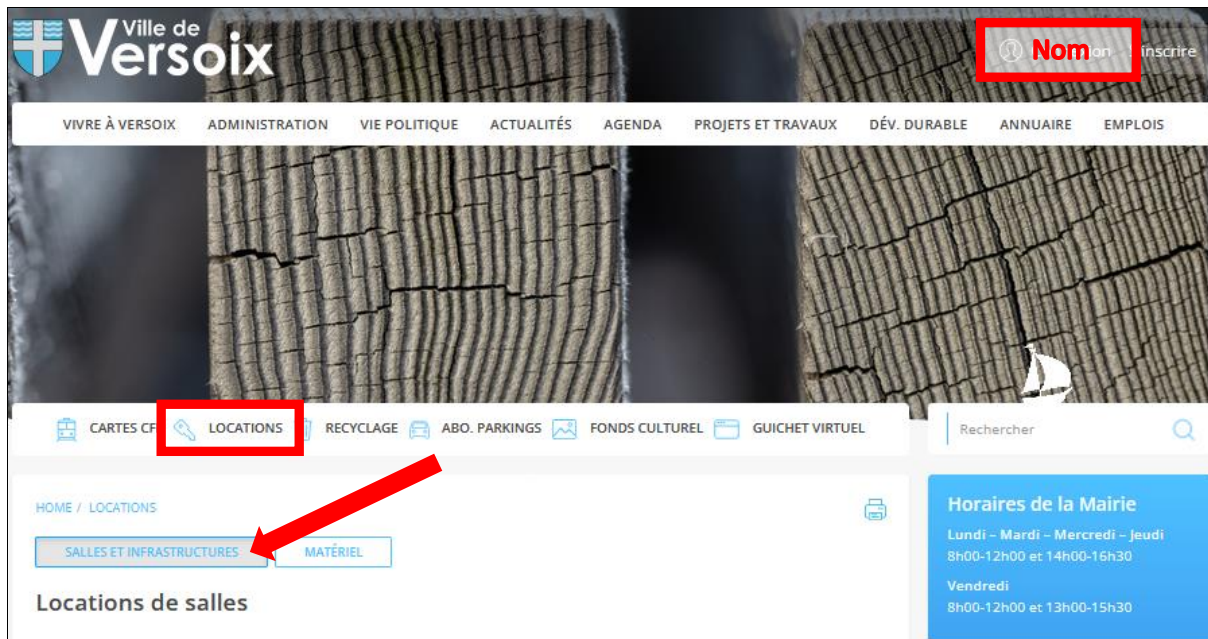 Ville de
Versoix
Nom on S'inscrire
VIVRE À VERSOIX ADMINISTRATION VIE POLITIQUE ACTUALITÉS AGENDA PROJETS ET TRAVAUX DÉV. DURABLE ANNUAIRE EMPLOIS
CARTES CF LOCATIONS RECYCLAGE ABO. PARKINGS FONDS CULTUREL GUICHET VIRTUEL
Rechercher
HOME / LOCATIONS
SALLES ET INFRASTRUCTURES MATÉRIEL
Locations de salles
Horaires de la Mairie
Lundi – Mardi – Mercredi – Jeudi
8h00-12h00 et 14h00-16h30
Vendredi
8h00-12h00 et 13h00-15h30